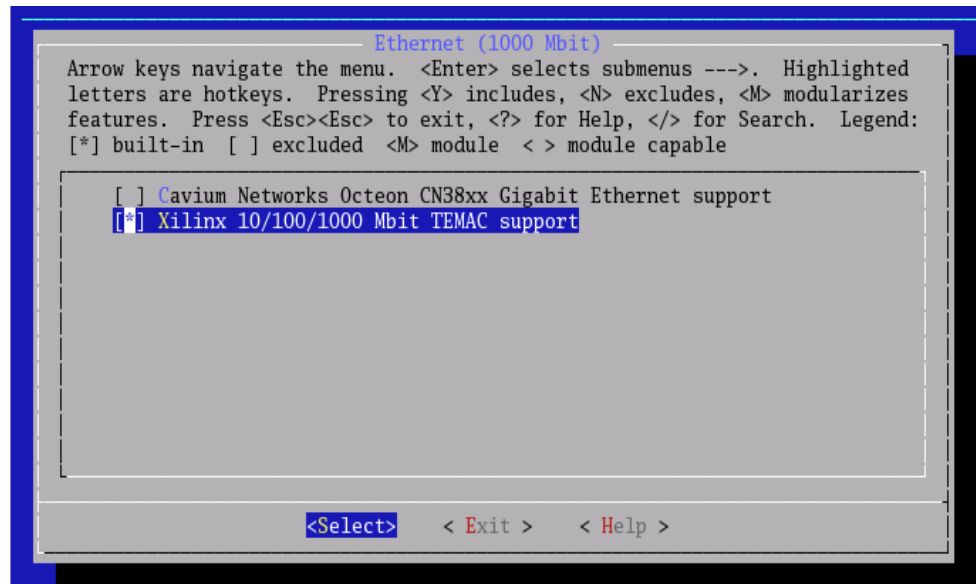 Ethernet (1000 Mbit)
Arrow keys navigate the menu.  <Enter> selects submenus --->.  Highlighted
letters are hotkeys.  Pressing <Y> includes, <N> excludes, <M> modularizes
features.  Press <Esc><Esc> to exit, <?> for Help, </> for Search.  Legend:
[*] built-in  [ ] excluded  <M> module  < > module capable
[ ] Cavium Networks Octeon CN38xx Gigabit Ethernet support
[*] Xilinx 10/100/1000 Mbit TEMAC support
<Select>    < Exit >    < Help >